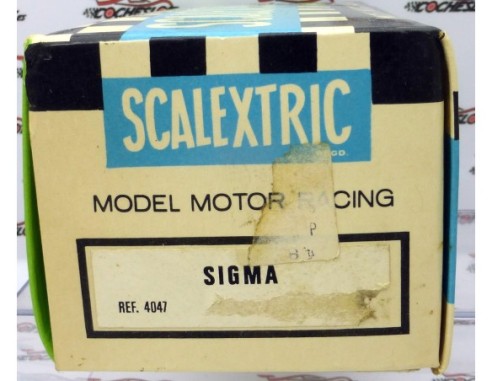 SCALEXTRIC
MODEL MOTOR RACING
P
SIGMA
REF. 4047